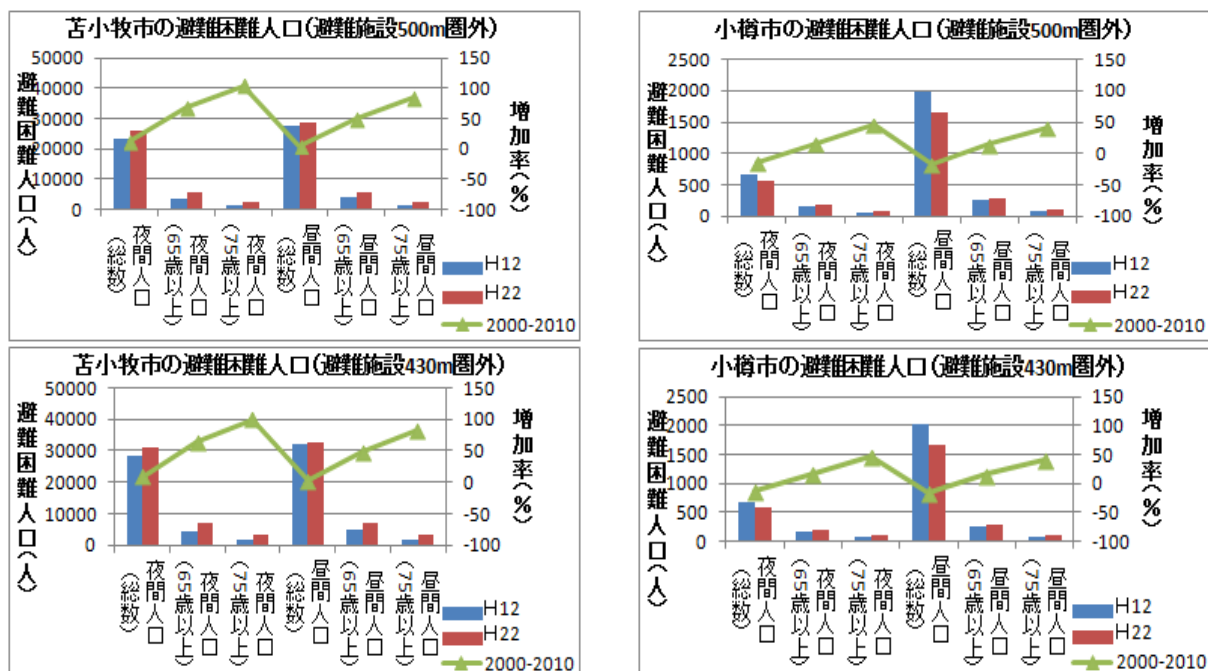 苫小牧市の避難困難人口(避難施設500m圏外)
避難困難人口(人)
50000
40000
30000
20000
10000
0
150
100
50
0
-50
-100
増加率(%)
夜間人口(総数)
夜間人口(65歳以上)
夜間人口(75歳以上)
昼間人口(総数)
昼間人口(65歳以上)
昼間人口(75歳以上)
H12
H22
2000-2010
小樽市の避難困難人口(避難施設500m圏外)
避難困難人口(人)
2500
2000
1500
1000
500
0
150
100
50
0
-50
-100
増加率(%)
夜間人口(総数)
夜間人口(65歳以上)
夜間人口(75歳以上)
昼間人口(総数)
昼間人口(65歳以上)
昼間人口(75歳以上)
H12
H22
2000-2010
苫小牧市の避難困難人口(避難施設430m圏外)
避難困難人口(人)
50000
40000
30000
20000
10000
0
150
100
50
0
-50
-100
増加率(%)
夜間人口(総数)
夜間人口(65歳以上)
夜間人口(75歳以上)
昼間人口(総数)
昼間人口(65歳以上)
昼間人口(75歳以上)
H12
H22
2000-2010
小樽市の避難困難人口(避難施設430m圏外)
避難困難人口(人)
2500
2000
1500
1000
500
0
150
100
50
0
-50
-100
増加率(%)
夜間人口(総数)
夜間人口(65歳以上)
夜間人口(75歳以上)
昼間人口(総数)
昼間人口(65歳以上)
昼間人口(75歳以上)
H12
H22
2000-2010